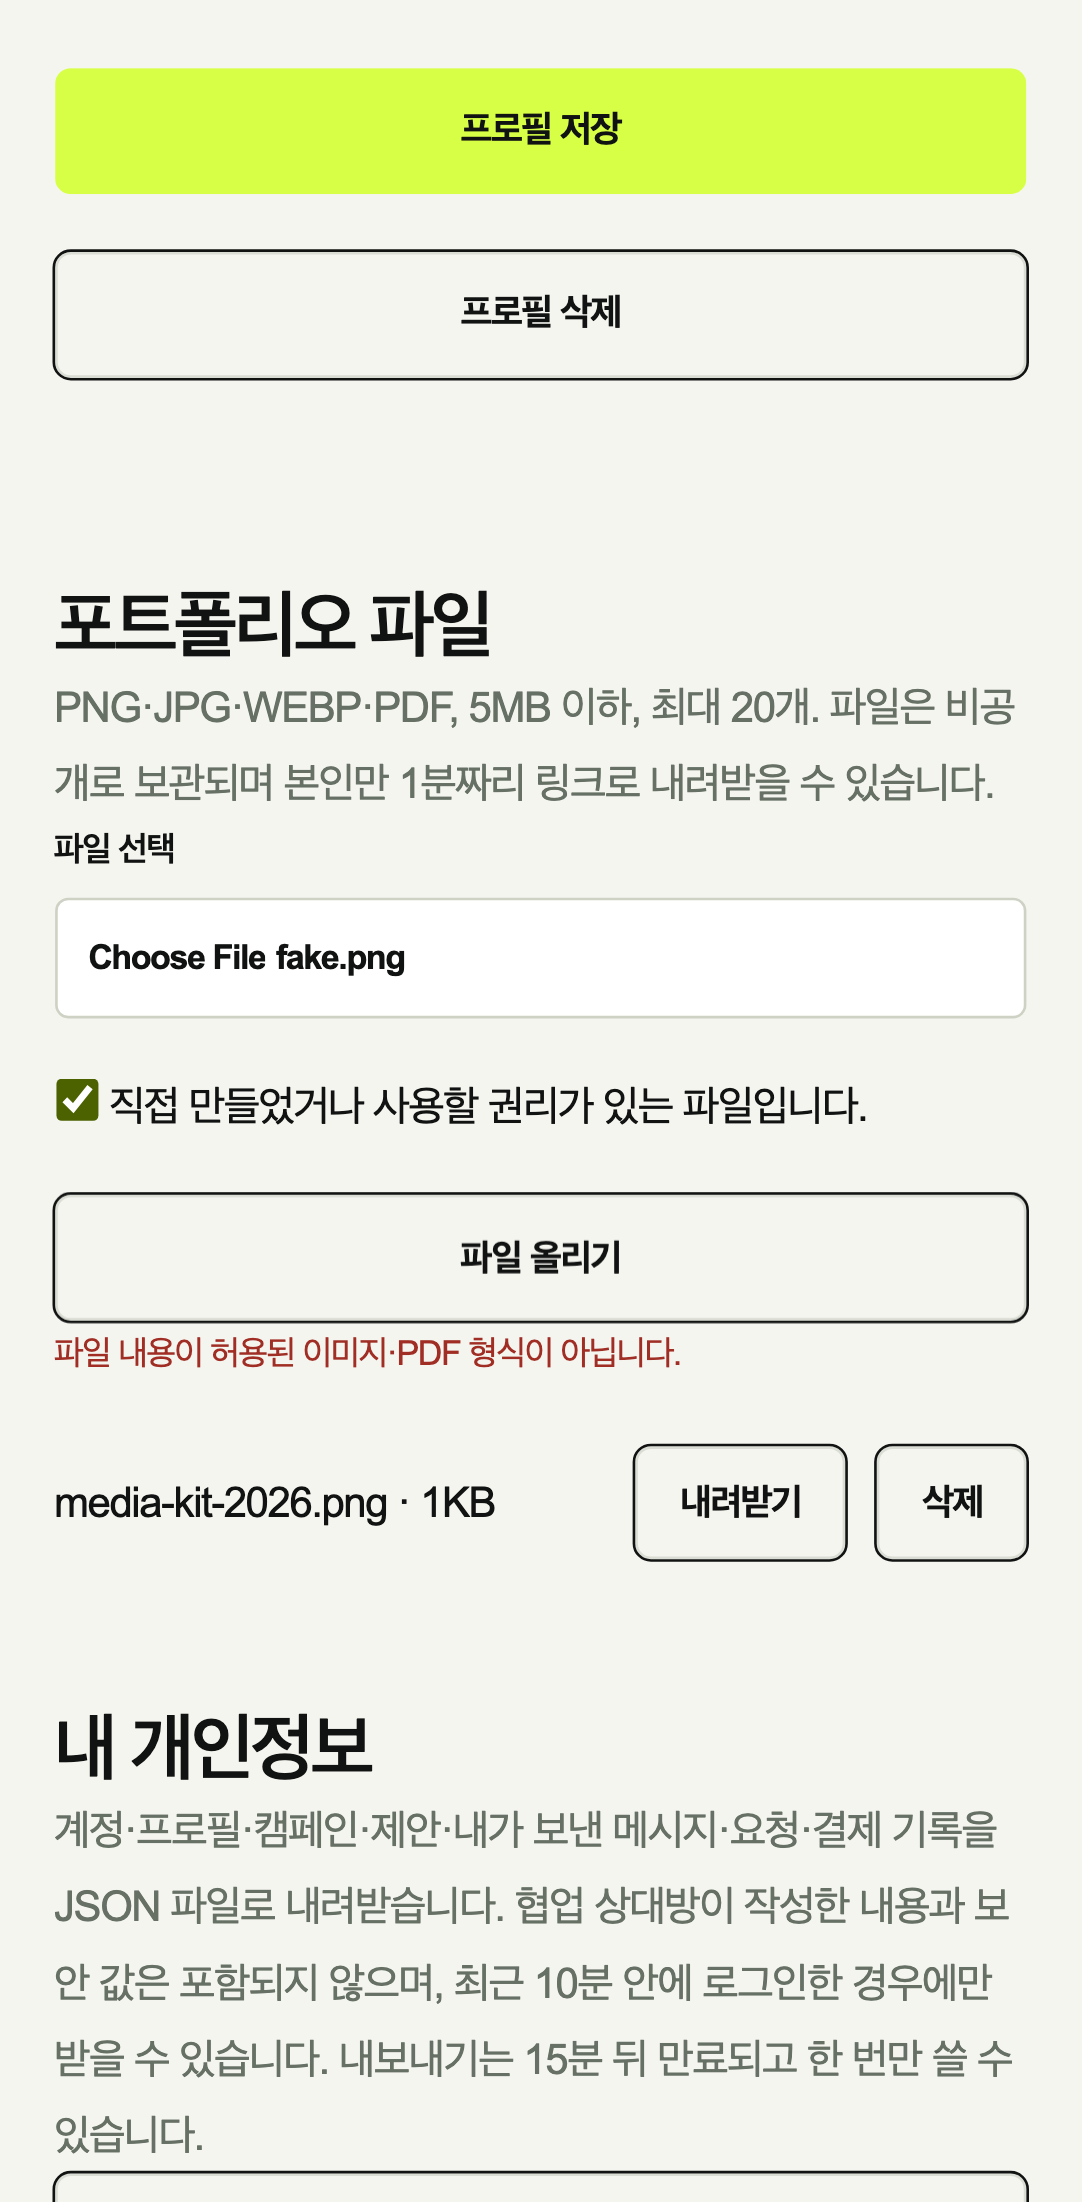 프로필 저장
프로필 삭제
포트폴리오 파일
PNG·JPG·WEBP·PDF, 5MB 이하, 최대 20개. 파일은 비공
개로 보관되며 본인만 1분짜리 링크로 내려받을 수 있습니다.
파일 선택
Choose File fake.png
직접 만들었거나 사용할 권리가 있는 파일입니다.
파일 올리기
파일 내용이 허용된 이미지·PDF 형식이 아닙니다.
media-kit-2026.png · 1KB 내려받기 삭제
내 개인정보
계정·프로필·캠페인·제안·내가 보낸 메시지·요청·결제 기록을
JSON 파일로 내려받습니다. 협업 상대방이 작성한 내용과 보
안 값은 포함되지 않으며, 최근 10분 안에 로그인한 경우에만
받을 수 있습니다. 내보내기는 15분 뒤 만료되고 한 번만 쓸 수
있습니다.